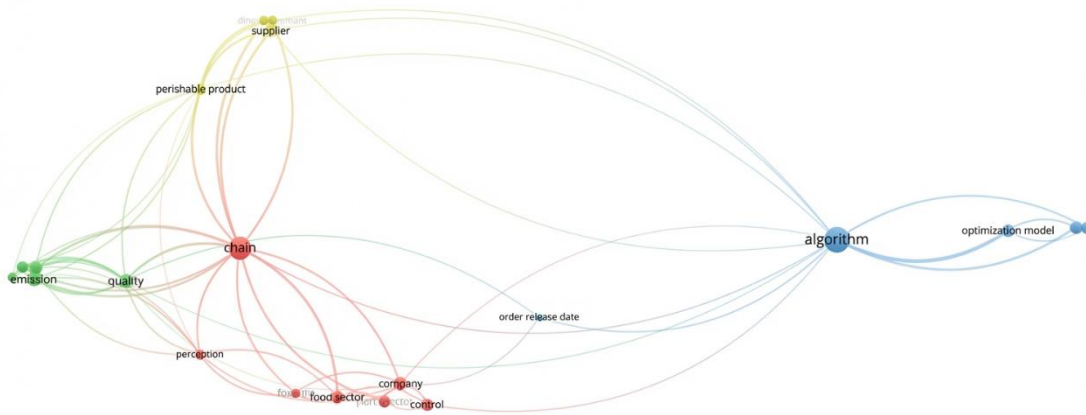 supplier
perishable product
chain
algorithm
optimization model
emission
quality
order release date
perception
company
food sector
control